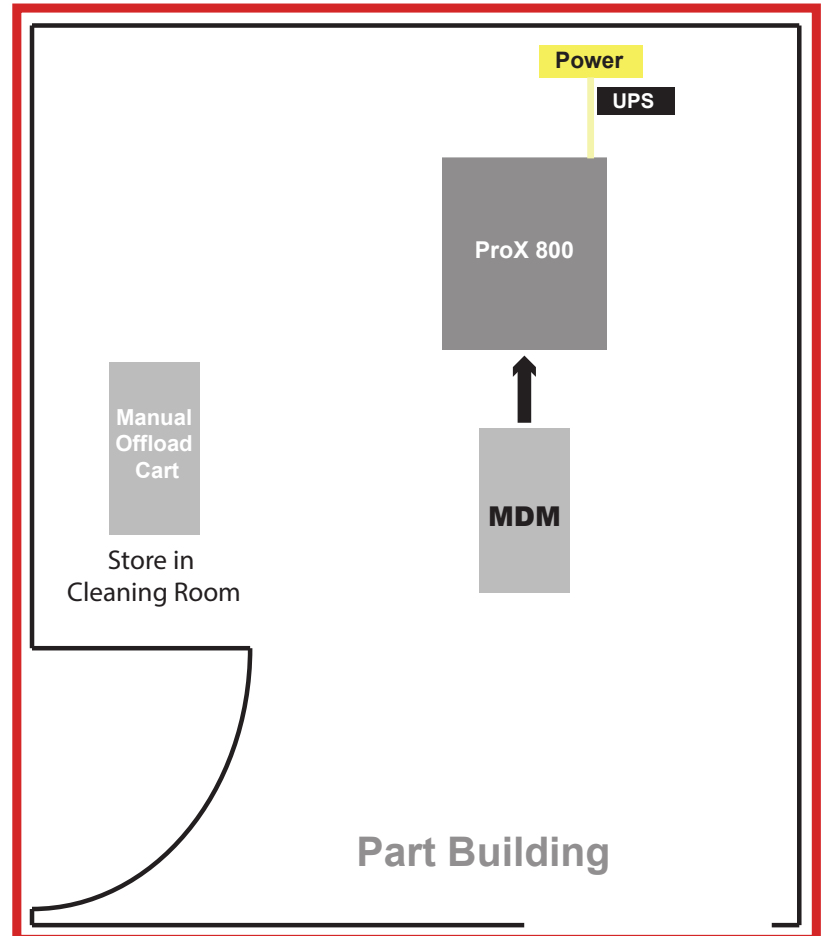 Power
UPS
ProX 800
Manual
Offload
Cart
MDM
Store in
Cleaning Room
Part Building